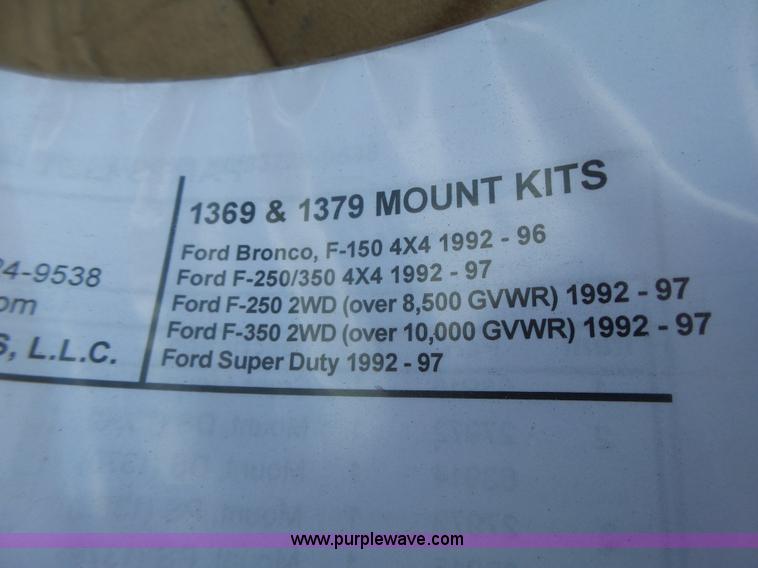 1369 & 1379 MOUNT KITS
Ford Bronco, F-150 4X4 1992 - 96
Ford F-250/350 4X4 1992 - 97
Ford F-250 2WD (over 8,500 GVWR) 1992 - 97
Ford F-350 2WD (over 10,000 GVWR) 1992 - 97
Ford Super Duty 1992 - 97
4-9538
om
S, L.L.C.
www.purplewave.com